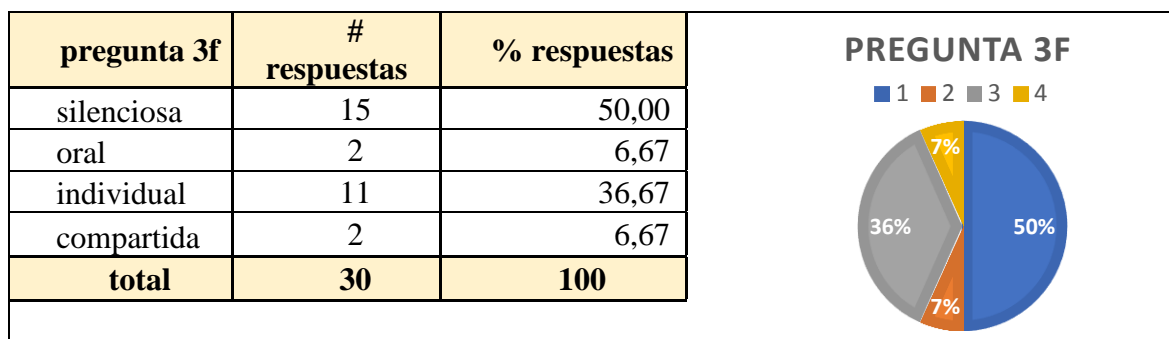 pregunta 3f # respuestas % respuestas
silenciosa 15 50,00
oral 2 6,67
individual 11 36,67
compartida 2 6,67
total 30 100
PREGUNTA 3F
1 2 3 4
7%
36% 50%
7%